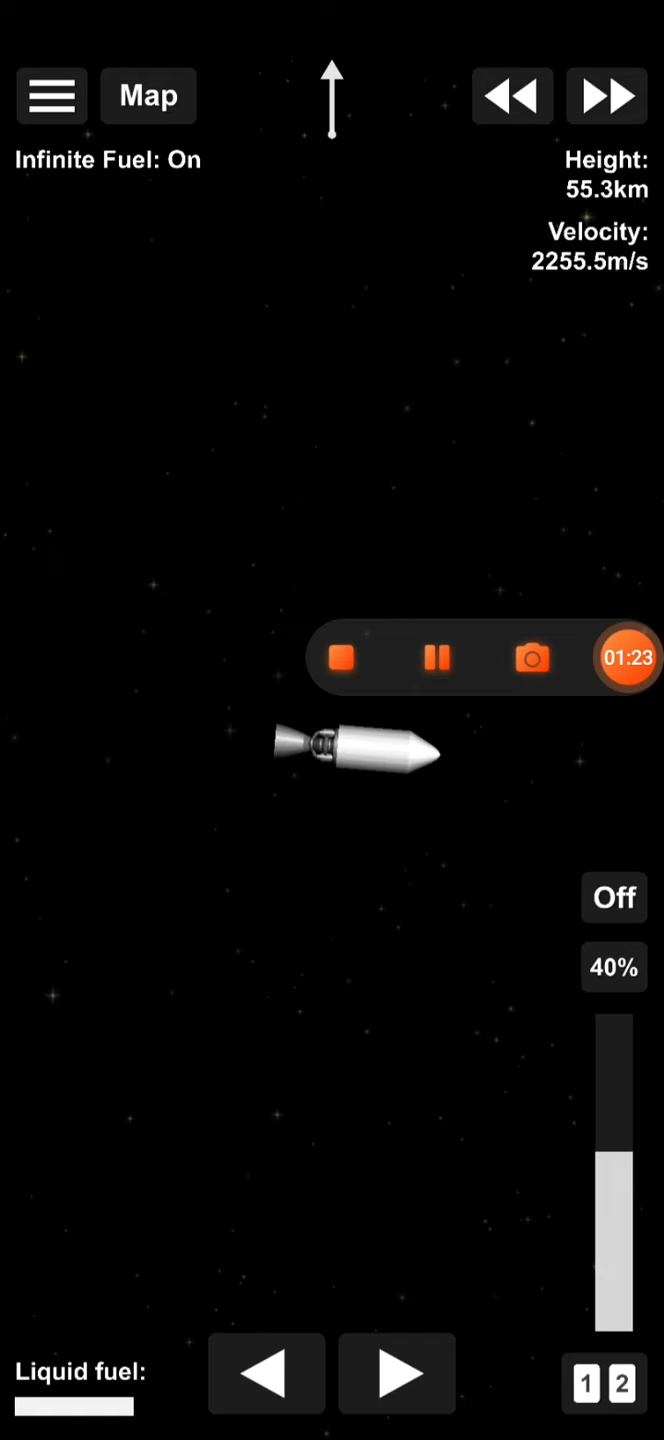 Map
Infinite Fuel: On
Height:
55.3km
Velocity:
2255.5m/s
01:23
Off
40%
Liquid fuel:
1 2